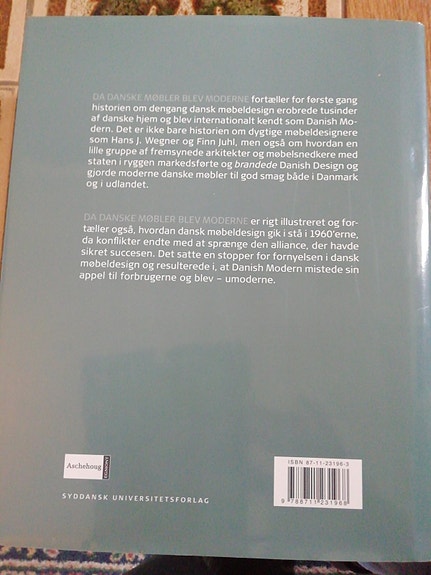 DA DANSKE MØBLER BLEV MODERNE fortæller for første gang
historien om dengang dansk møbeldesign erobrede tusinder
af danske hjem og blev internationalt kendt som Danish Mo-
dern. Det er ikke bare historien om dygtige møbeldesignere
som Hans J. Wegner og Finn Juhl, men også om hvordan en
lille gruppe af fremsynede arkitekter og møbelsnedkere med
staten i ryggen markedsførte og brandede Danish Design og
gjorde moderne danske møbler til god smag både i Danmark
og i udlandet.
DA DANSKE MØBLER BLEV MODERNE er rigt illustreret og for-
tæller også, hvordan dansk møbeldesign gik i stå i 1960'erne,
da konflikter endte med at sprænge den alliance, der havde
sikret succesen. Det satte en stopper for fornyelsen i dansk
møbeldesign og resulterede i, at Danish Modern mistede sin
appel til forbrugerne og blev – umoderne.
Aschehoug
SYDDANSK UNIVERSITETSFORLAG
ISBN 87-11-23196-3
9 788711 231968